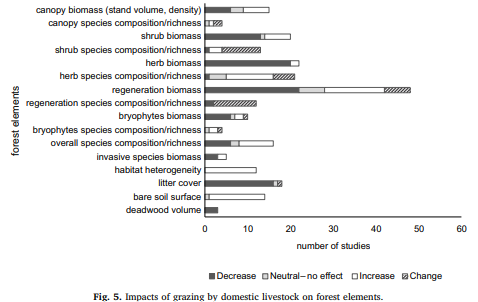 canopy biomass (stand volume, density)
canopy species composition/richness
shrub biomass
shrub species composition/richness
herb biomass
herb species composition/richness
regeneration biomass
regeneration species composition/richness
bryophytes biomass
bryophytes species composition/richness
overall species composition/richness
invasive species biomass
habitat heterogeneity
litter cover
bare soil surface
deadwood volume
forest elements
0 10 20 30 40 50 60
number of studies
Decrease Neutral–no effect Increase Change
Fig. 5. Impacts of grazing by domestic livestock on forest elements.